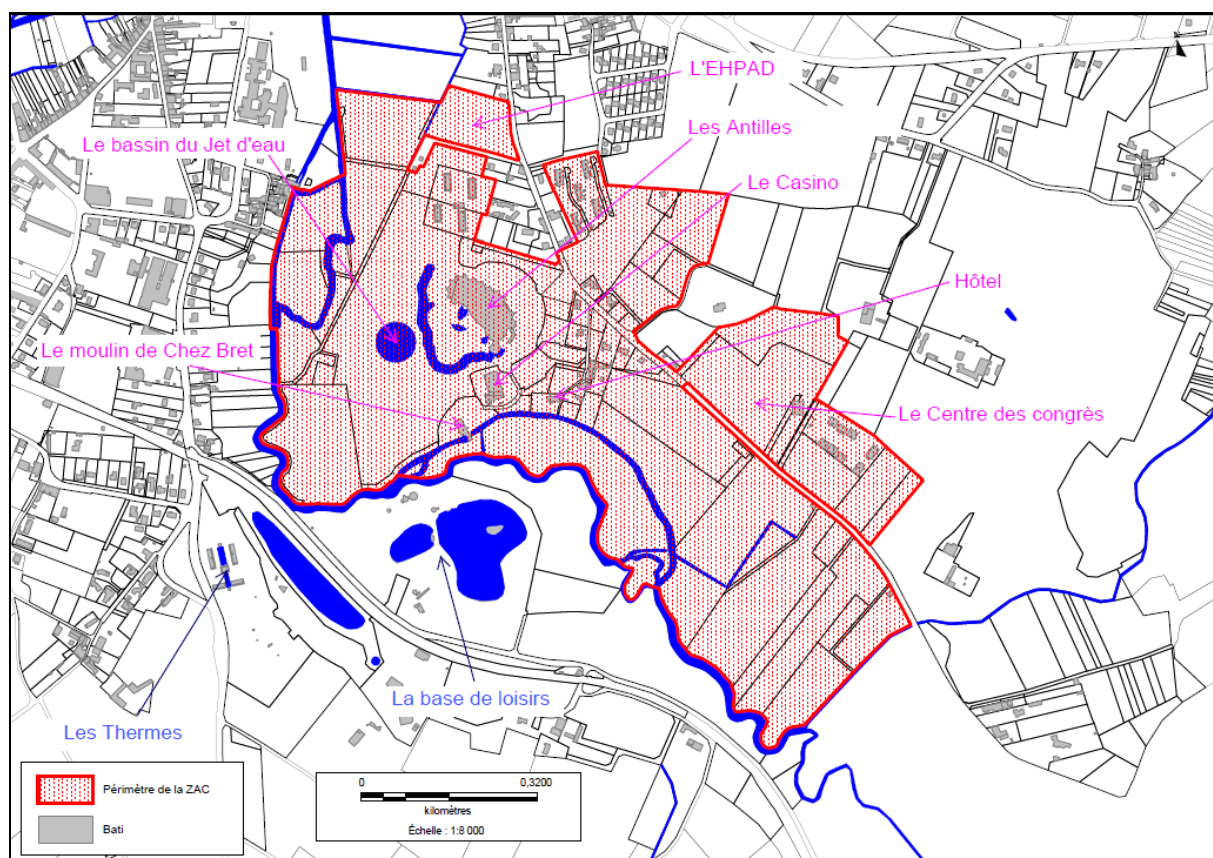 L'EHPAD
Les Antilles
Le bassin du Jet d'eau
Le Casino
Hôtel
Le moulin de Chez Bret
Le Centre des congrès
La base de loisirs
Les Thermes
Périmètre de la ZAC
Bati
0 0,3200
kilomètres
Échelle : 1:8 000